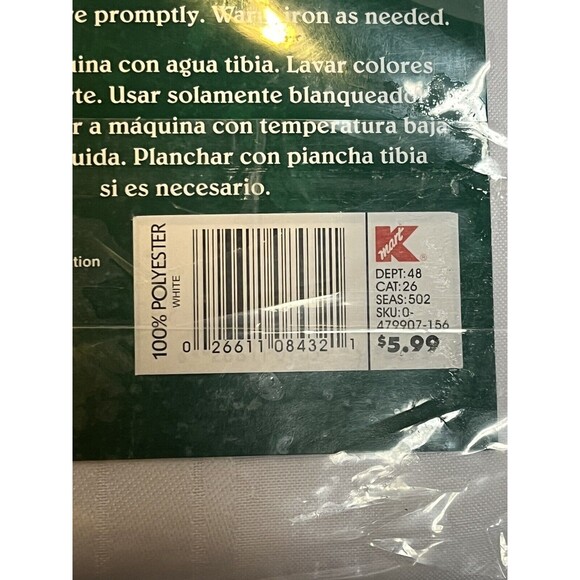 e promptly. Warm iron as needed.
uina con agua tibia. Lavar colores
rte. Usar solamente blanqueado
r a máquina con temperatura baja
uida. Planchar con piancha tibia
si es necesario.
tion
100% POLYESTER
WHITE
0 26611 08432 1
K mart ®
DEPT:48
CAT:26
SEAS:502
SKU:0-
479907-156
$5.99